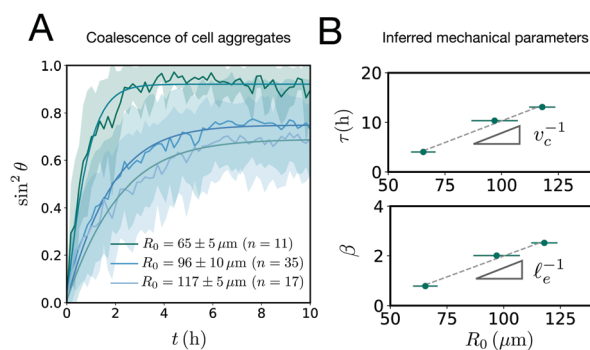 A
Coalescence of cell aggregates
1.0
0.8
0.6
0.4
0.2
0.0
sin² θ
R₀ = 65 ± 5 μm (n = 11)
R₀ = 96 ± 10 μm (n = 35)
R₀ = 117 ± 5 μm (n = 17)
0 2 4 6 8 10
t (h)
B
Inferred mechanical parameters
20
10
0
τ(h)
v_c⁻¹
50 75 100 125
4
2
0
β
ℓ_e⁻¹
50 75 100 125
R₀ (μm)